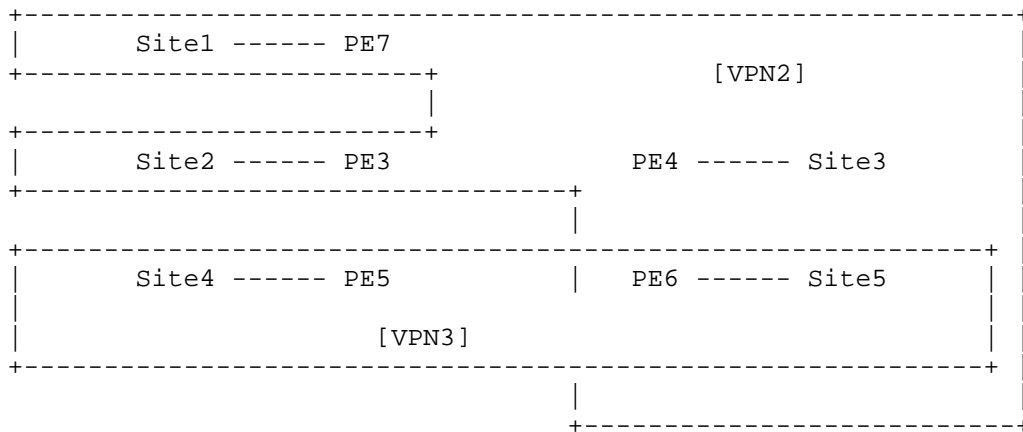 Site1 ------ PE7
[VPN2]
Site2 ------ PE3 PE4 ------ Site3
Site4 ------ PE5 PE6 ------ Site5
[VPN3]